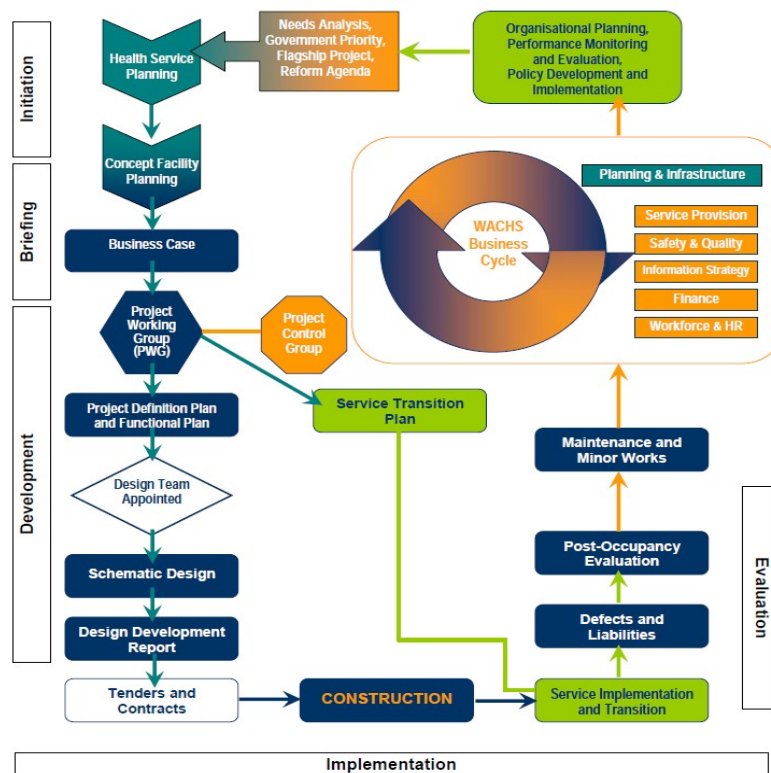 Initiation
Briefing
Development
Health Service
Planning
Needs Analysis,
Government Priority,
Flagship Project,
Reform Agenda
Organisational Planning,
Performance Monitoring
and Evaluation,
Policy Development and
Implementation
Concept Facility
Planning
Business Case
WACHS
Business
Cycle
Planning & Infrastructure
Service Provision
Safety & Quality
Information Strategy
Finance
Workforce & HR
Project
Working
Group
(PWG)
Project
Control
Group
Project Definition Plan
and Functional Plan
Service Transition
Plan
Design Team
Appointed
Schematic Design
Design Development
Report
Tenders and
Contracts
CONSTRUCTION
Service Implementation
and Transition
Defects and
Liabilities
Post-Occupancy
Evaluation
Maintenance and
Minor Works
Evaluation
Implementation